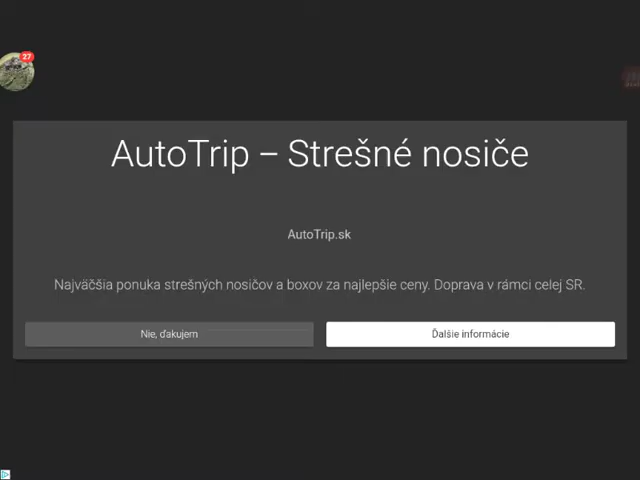 27
AutoTrip – Strešné nosiče
AutoTrip.sk
Najväčšia ponuka strešných nosičov a boxov za najlepšie ceny. Doprava v rámci celej SR.
Nie, ďakujem
Ďalšie informácie